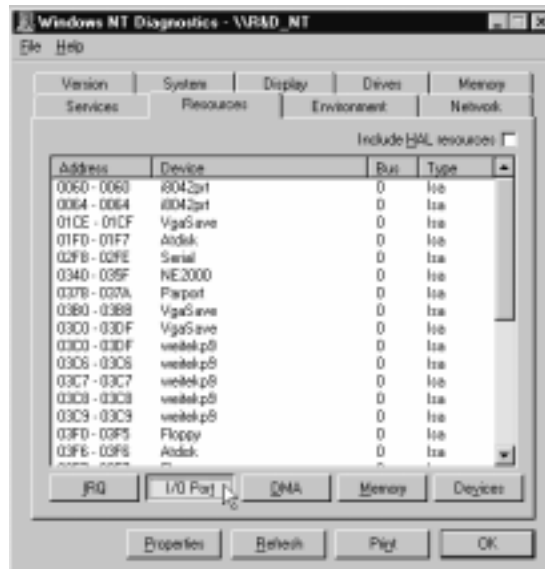 Windows NT Diagnostics - \\R&D_NT
File Help
Version System Display Drives Memory
Services Resources Environment Network
Include HAL resources
Address Device Bus Type
0060 - 0060 i8042prt 0 Isa
0064 - 0064 i8042prt 0 Isa
01CE - 01CF VgaSave 0 Isa
01F0 - 01F7 Atdisk 0 Isa
02F8 - 02FE Serial 0 Isa
0340 - 035F NE2000 0 Isa
0378 - 037A Parport 0 Isa
03B0 - 03BB VgaSave 0 Isa
03C0 - 03DF VgaSave 0 Isa
03C0 - 03DF weitekp9 0 Isa
03C6 - 03C6 weitekp9 0 Isa
03C7 - 03C7 weitekp9 0 Isa
03C8 - 03C8 weitekp9 0 Isa
03C9 - 03C9 weitekp9 0 Isa
03F0 - 03F5 Floppy 0 Isa
03F6 - 03F6 Atdisk 0 Isa
IRQ I/O Port DMA Memory Devices
Properties Refresh Print OK